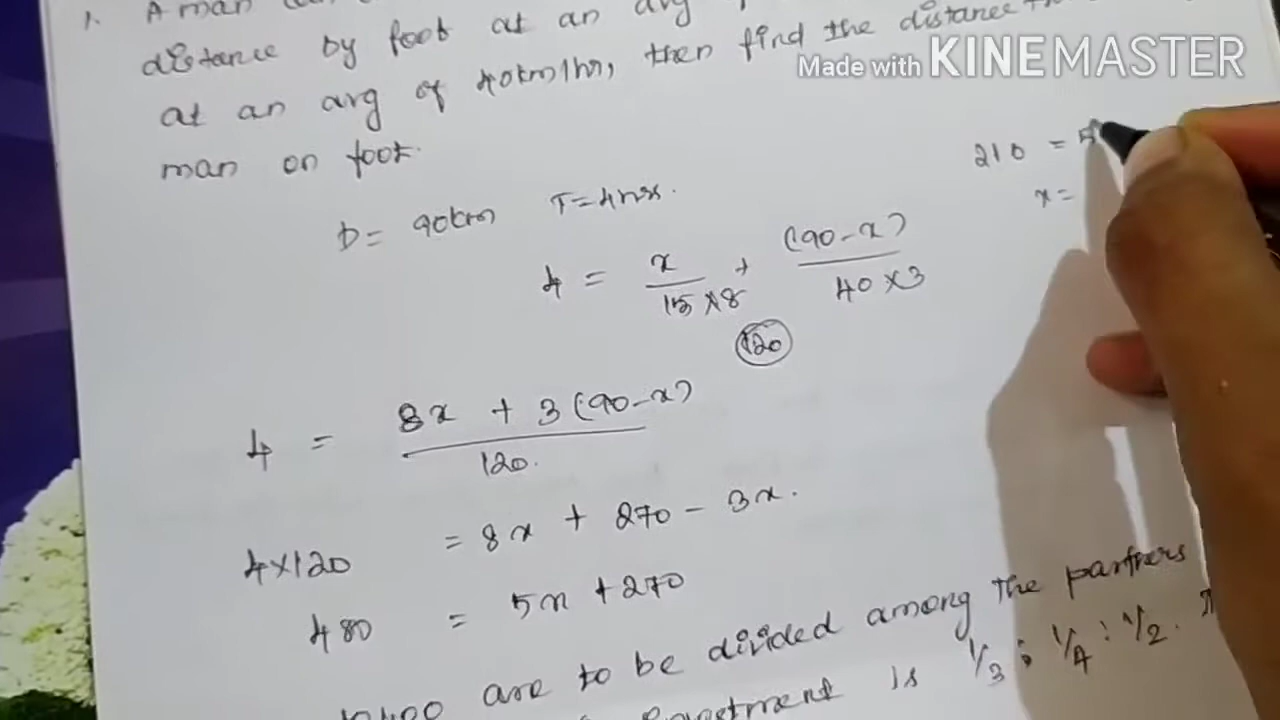 1. A man
distance by foot at an avg
at an avg of 40km/hr, then find the distance
man on foot.
Made with KINEMASTER
210 = 5
x =
D = 90km T=4hrs.
4 = x/15×8 + (90-x)/40×3
120
4 = 8x + 3(90-x)/120.
4×120 = 8x + 270 - 3x.
480 = 5x + 270
are to be divided among the partners
is 1/3 : 1/4 : 1/2.